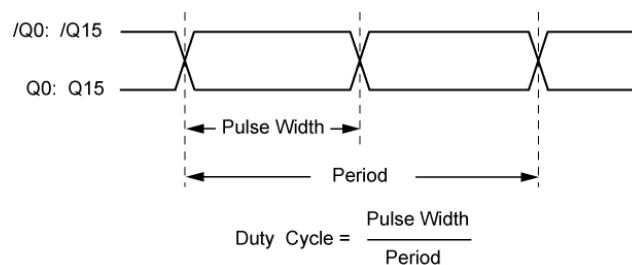 /Q0: /Q15
Q0: Q15
Pulse Width
Period
Duty Cycle = Pulse Width
Period